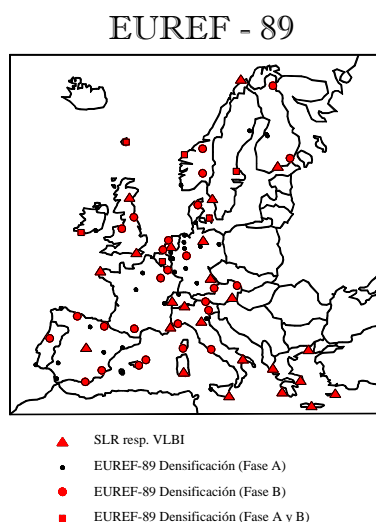 EUREF - 89
SLR resp. VLBI
EUREF-89 Densificación (Fase A)
EUREF-89 Densificación (Fase B)
EUREF-89 Densificación (Fase A y B)